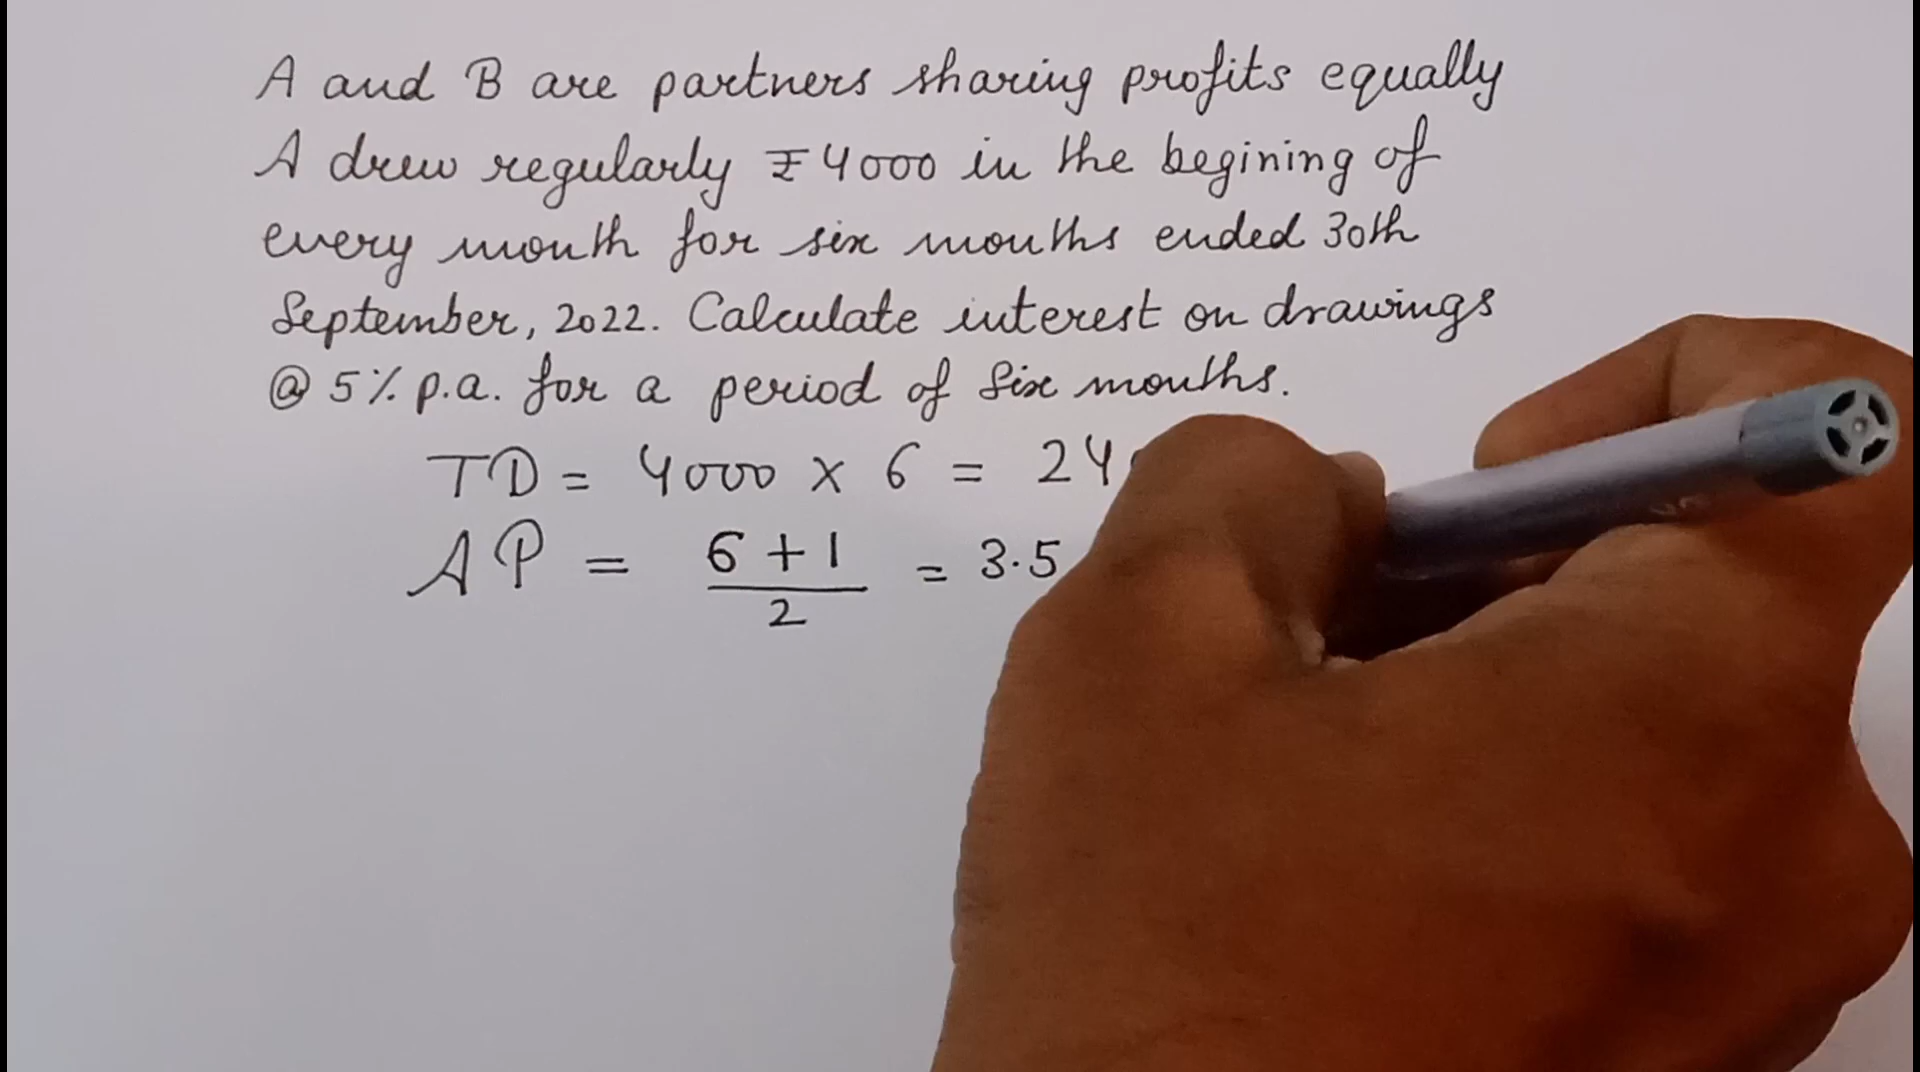 A and B are partners sharing profits equally
A drew regularly ₹4000 in the begining of
every month for six months ended 30th
September, 2022. Calculate interest on drawings
@ 5% p.a. for a period of six months.
TD = 4000 x 6 = 24
AP = 6 + 1 = 3.5
2